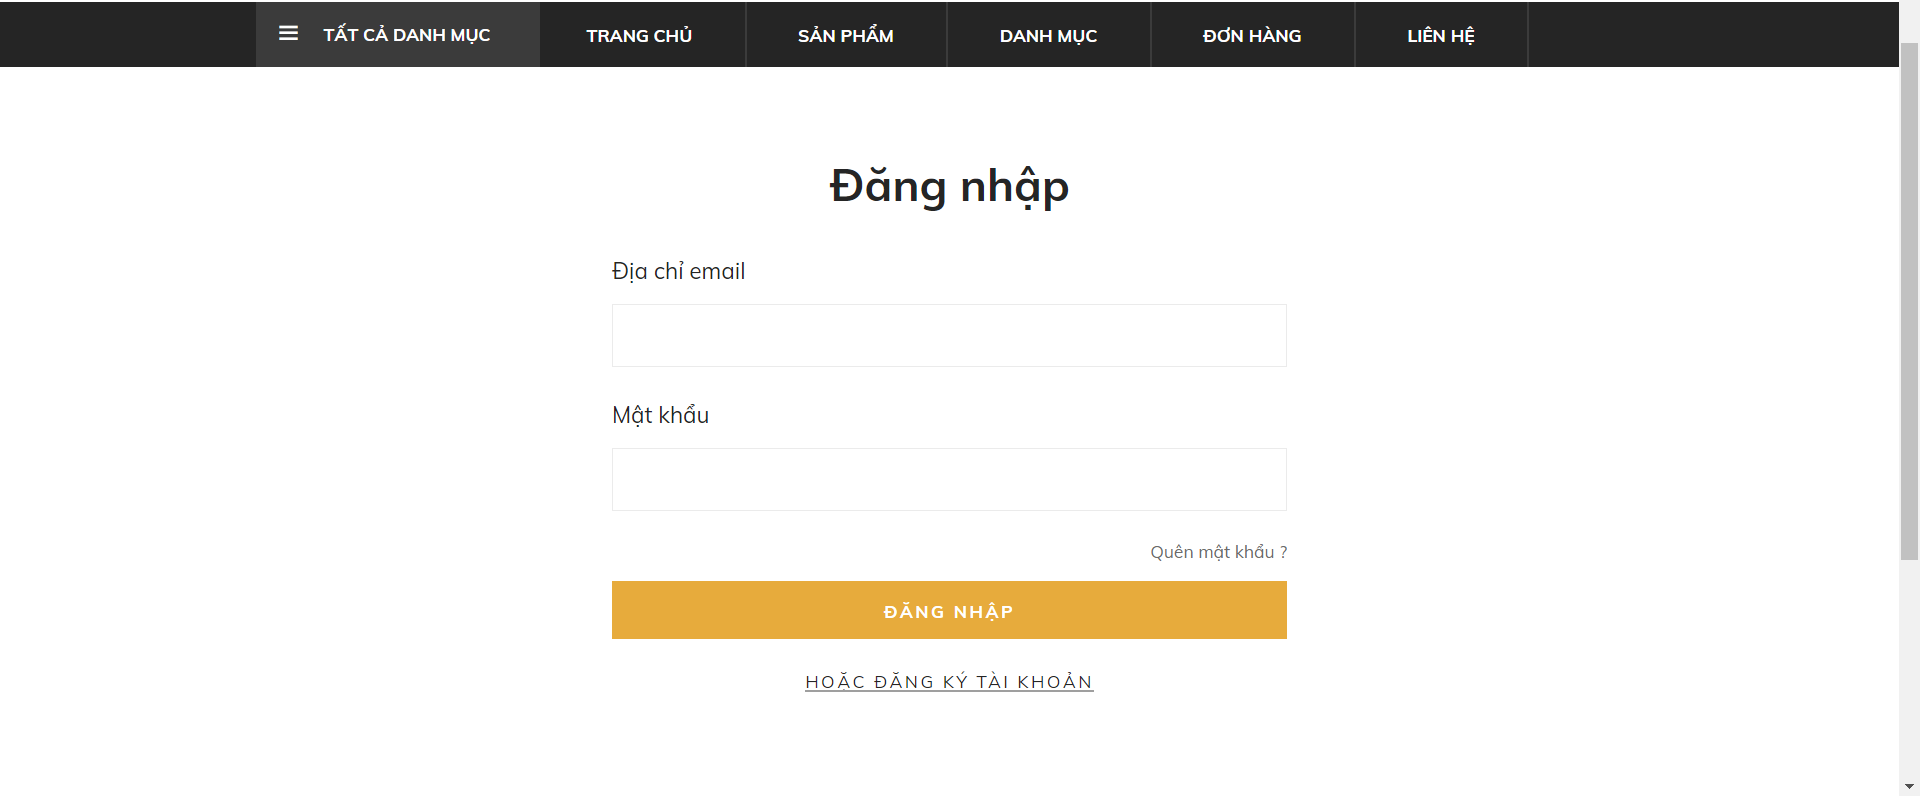 TẤT CẢ DANH MỤC TRANG CHỦ SẢN PHẨM DANH MỤC ĐƠN HÀNG LIÊN HỆ
Đăng nhập
Địa chỉ email
Mật khẩu
Quên mật khẩu ?
ĐĂNG NHẬP
HOẶC ĐĂNG KÝ TÀI KHOẢN